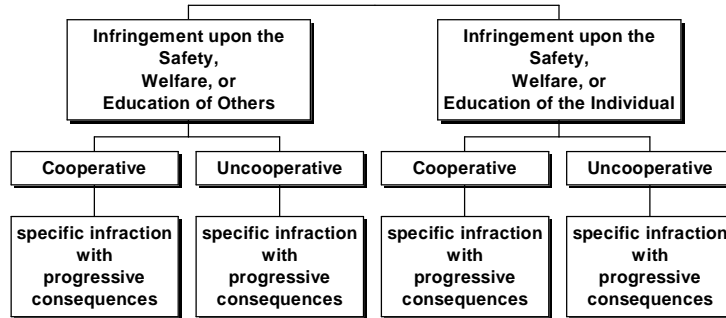 Infringement upon the
Safety,
Welfare, or
Education of Others
Infringement upon the
Safety,
Welfare, or
Education of the Individual
Cooperative
Uncooperative
Cooperative
Uncooperative
specific infraction
with
progressive
consequences
specific infraction
with
progressive
consequences
specific infraction
with
progressive
consequences
specific infraction
with
progressive
consequences